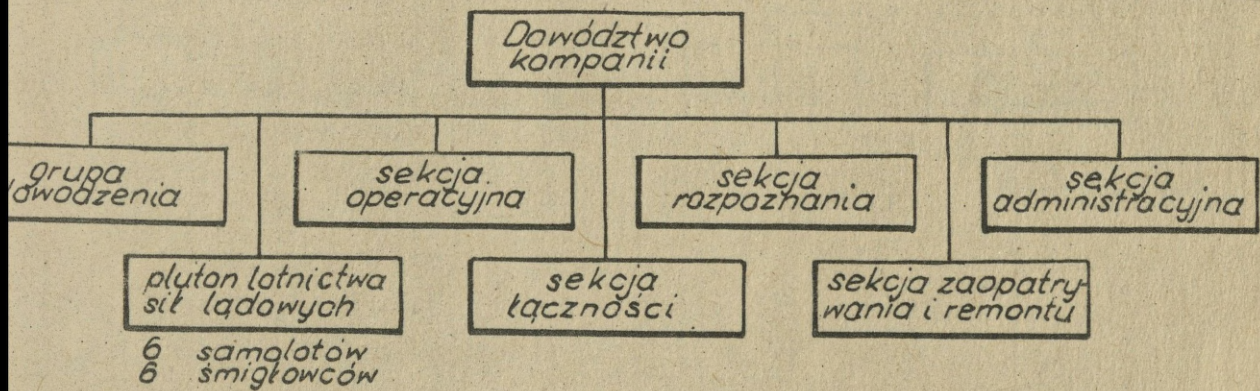 Dowództwo
kompanii
grupa
dowodzenia
sekcja
operacyjna
sekcja
rozpoznania
sekcja
administracyjna
pluton lotnictwa
sił lądowych
6 samolotów
6 śmigłowców
sekcja
łączności
sekcja zaopatry-
wania i remontu